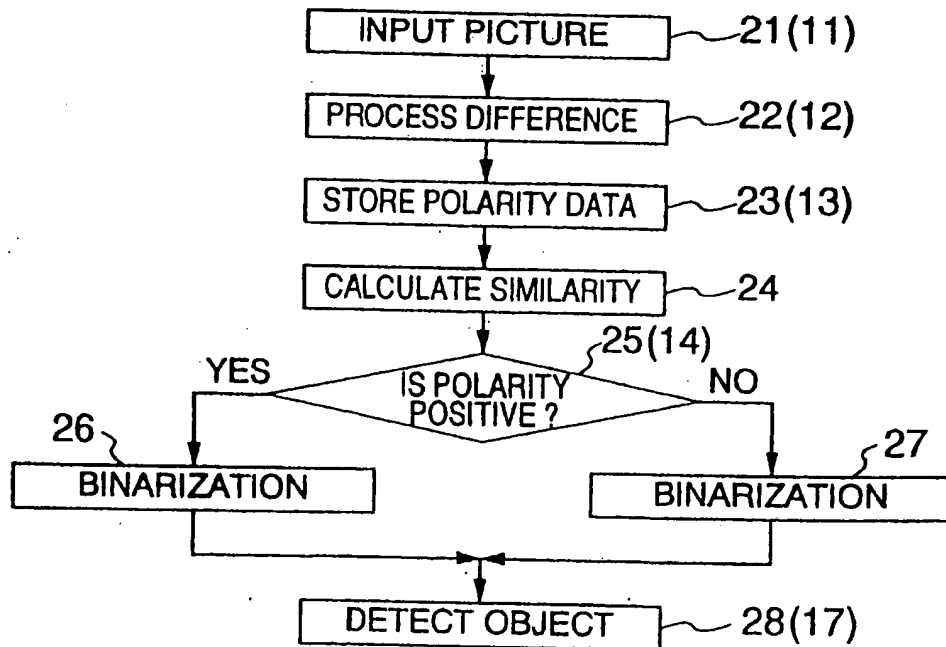 INPUT PICTURE 21(11)
PROCESS DIFFERENCE 22(12)
STORE POLARITY DATA 23(13)
CALCULATE SIMILARITY 24
25(14)
YES
IS POLARITY
POSITIVE ?
NO
26
BINARIZATION
27
BINARIZATION
DETECT OBJECT 28(17)